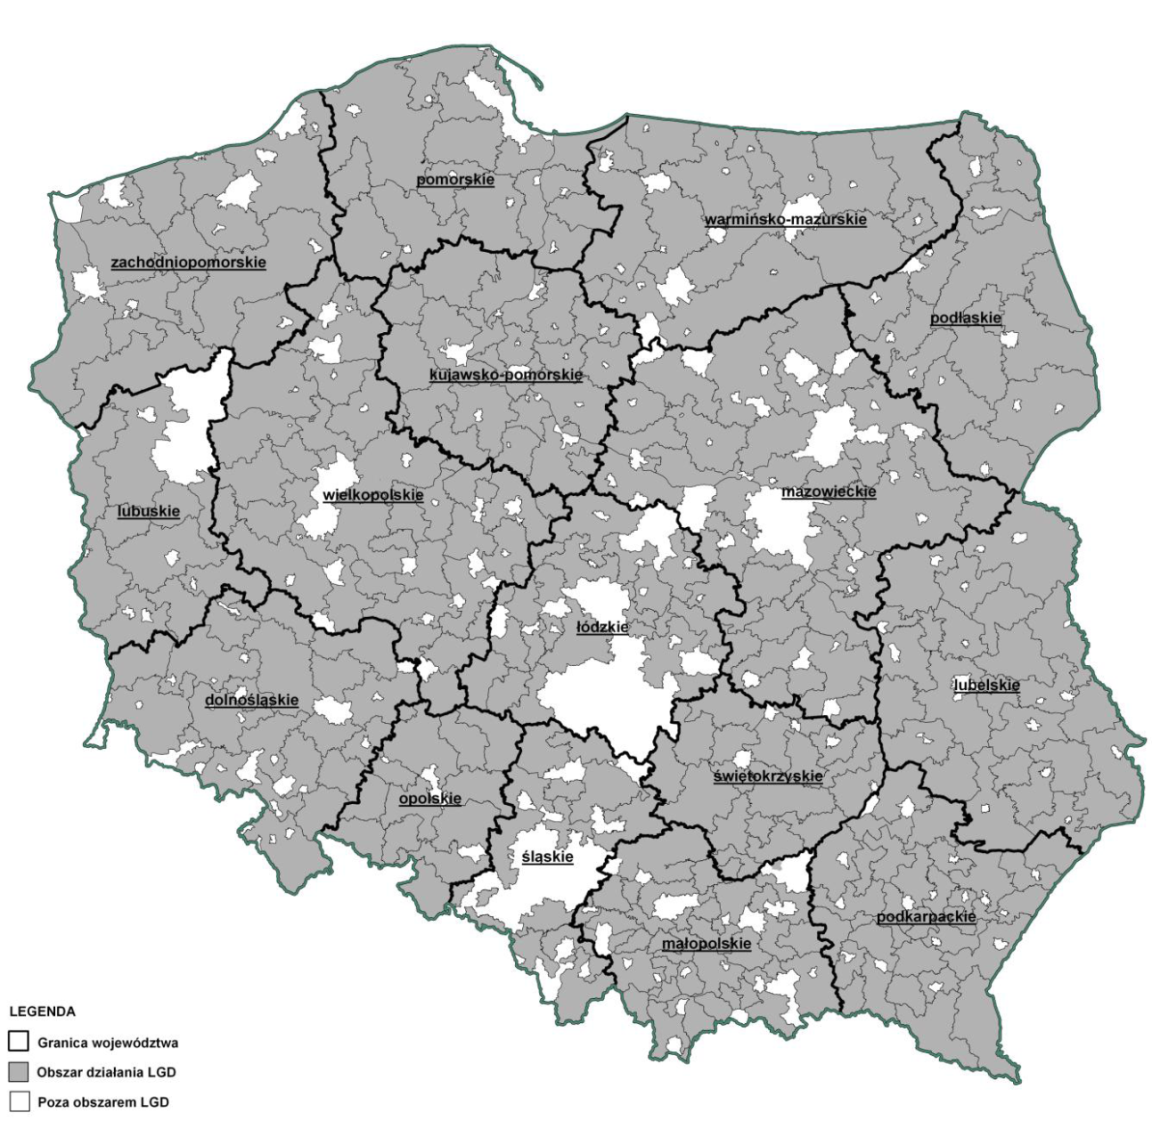 pomorskie
warmińsko-mazurskie
zachodniopomorskie
podlaskie
kujawsko-pomorskie
mazowieckie
wielkopolskie
lubuskie
łódzkie
lubelskie
dolnośląskie
świętokrzyskie
opolskie
śląskie
podkarpackie
małopolskie
LEGENDA
Granica województwa
Obszar działania LGD
Poza obszarem LGD